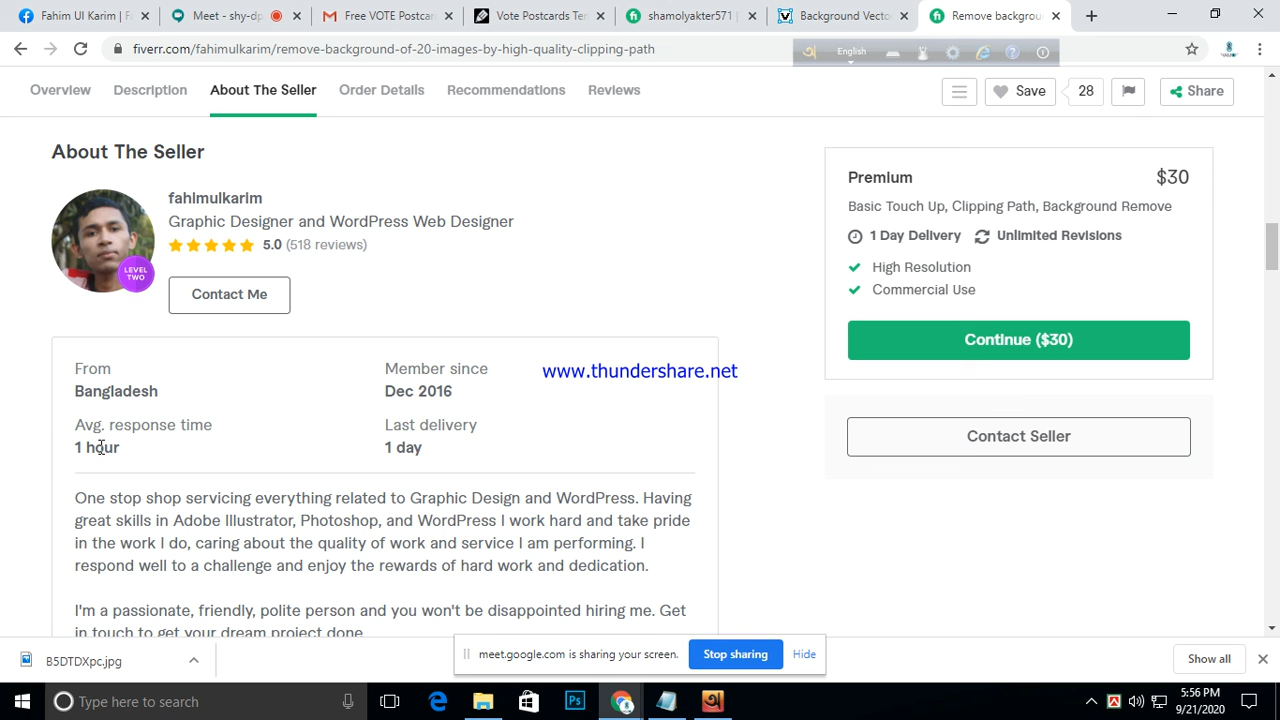 Fahim Ul Karim | F
Meet - shy-dp
Free VOTE Postcar
Vote Postcards Te
shamolyakter571 |
Background Vecto
Remove backgrou
fiverr.com/fahimulkarim/remove-background-of-20-images-by-high-quality-clipping-path
English
Overview
Description
About The Seller
Order Details
Recommendations
Reviews
Save
28
Share
About The Seller
fahimulkarim
Graphic Designer and WordPress Web Designer
5.0 (518 reviews)
LEVEL
TWO
Contact Me
From
Bangladesh
Member since
Dec 2016
Avg. response time
1 hour
Last delivery
1 day
www.thundershare.net
One stop shop servicing everything related to Graphic Design and WordPress. Having
great skills in Adobe Illustrator, Photoshop, and WordPress I work hard and take pride
in the work I do, caring about the quality of work and service I am performing. I
respond well to a challenge and enjoy the rewards of hard work and dedication.
I'm a passionate, friendly, polite person and you won't be disappointed hiring me. Get
in touch to get your dream project done
Premium
$30
Basic Touch Up, Clipping Path, Background Remove
1 Day Delivery
Unlimited Revisions
High Resolution
Commercial Use
Continue ($30)
Contact Seller
B5DTDXpc.jpg
meet.google.com is sharing your screen.
Stop sharing
Hide
Show all
Type here to search
Ps
5:56 PM
9/21/2020